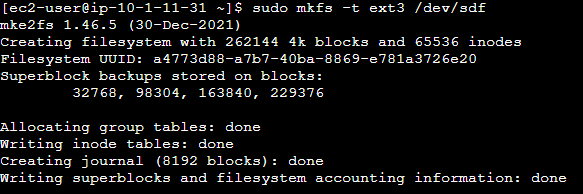 [ec2-user@ip-10-1-11-31 ~]$ sudo mkfs -t ext3 /dev/sdf
mke2fs 1.46.5 (30-Dec-2021)
Creating filesystem with 262144 4k blocks and 65536 inodes
Filesystem UUID: a4773d88-a7b7-40ba-8869-e781a3726e20
Superblock backups stored on blocks:
        32768, 98304, 163840, 229376

Allocating group tables: done
Writing inode tables: done
Creating journal (8192 blocks): done
Writing superblocks and filesystem accounting information: done